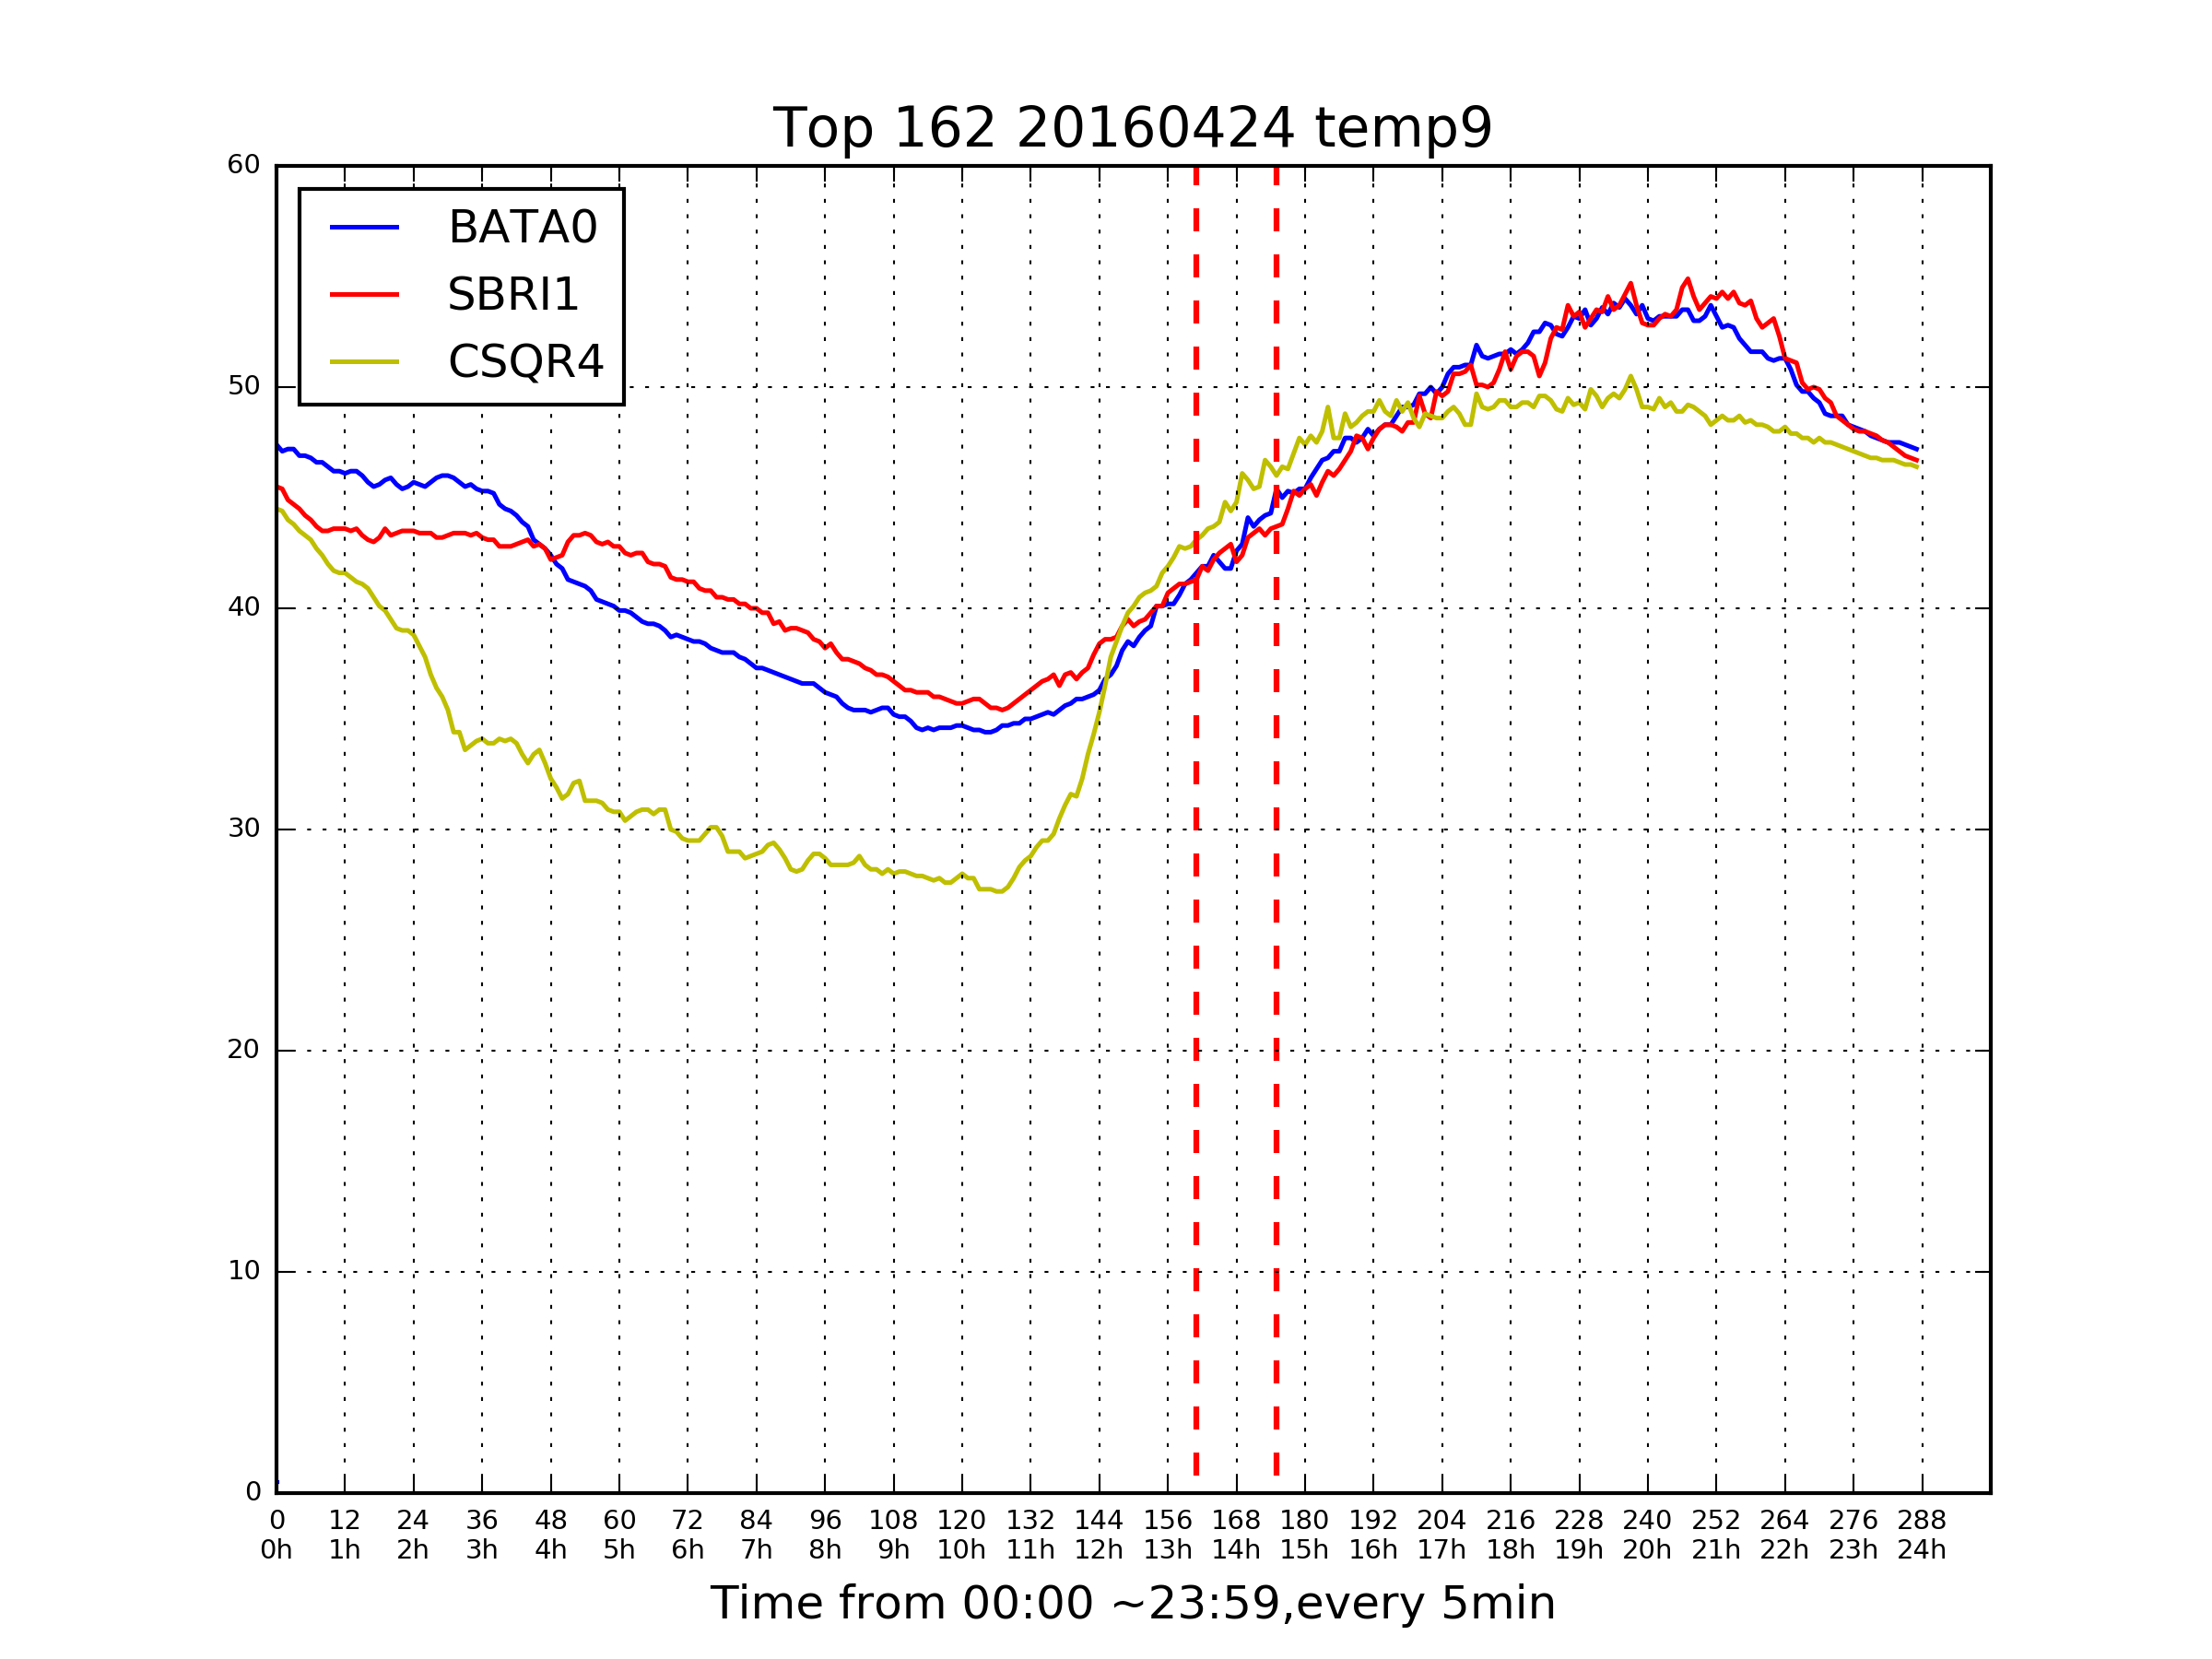 Top 162 20160424 temp9
60
50
40
30
20
10
0
BATA0
SBRI1
CSQR4
0 12 24 36 48 60 72 84 96 108 120 132 144 156 168 180 192 204 216 228 240 252 264 276 288
0h 1h 2h 3h 4h 5h 6h 7h 8h 9h 10h 11h 12h 13h 14h 15h 16h 17h 18h 19h 20h 21h 22h 23h 24h
Time from 00:00 ~23:59,every 5min